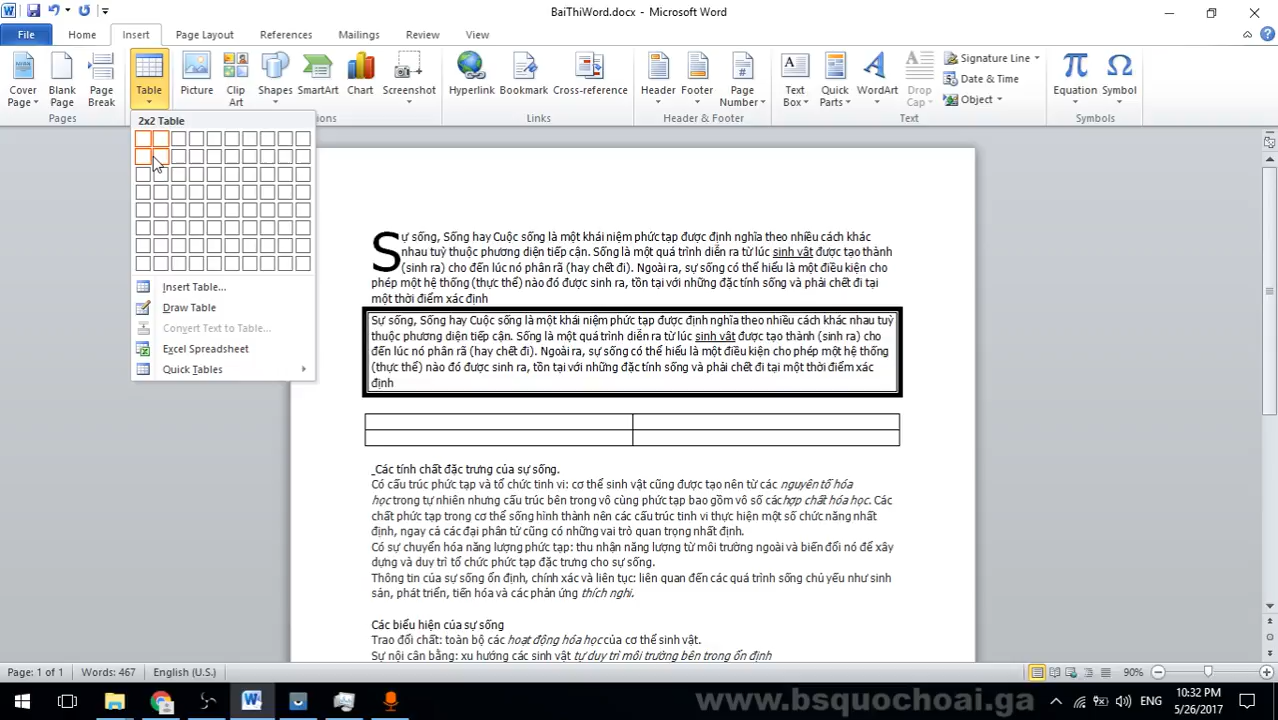 BaiThiWord.docx - Microsoft Word
File Home Insert Page Layout References Mailings Review View
Cover Page Blank Page Page Break
Table
Picture Clip Art Shapes SmartArt Chart Screenshot
Hyperlink Bookmark Cross-reference
Header Footer Page Number
Text Box Quick Parts WordArt Drop Cap
Signature Line
Date & Time
Object
Equation Symbol
Pages ions Links Header & Footer Text Symbols
2x2 Table
Insert Table...
Draw Table
Convert Text to Table...
Excel Spreadsheet
Quick Tables
Sự sống, Sống hay Cuộc sống là một khái niệm phức tạp được định nghĩa theo nhiều cách khác
nhau tuỳ thuộc phương diện tiếp cận. Sống là một quá trình diễn ra từ lúc sinh vật được tạo thành
(sinh ra) cho đến lúc nó phân rã (hay chết đi). Ngoài ra, sự sống có thể hiểu là một điều kiện cho
phép một hệ thống (thực thể) nào đó được sinh ra, tồn tại với những đặc tính sống và phải chết đi tại
một thời điểm xác định
Sự sống, Sống hay Cuộc sống là một khái niệm phức tạp được định nghĩa theo nhiều cách khác nhau tuỳ
thuộc phương diện tiếp cận. Sống là một quá trình diễn ra từ lúc sinh vật được tạo thành (sinh ra) cho
đến lúc nó phân rã (hay chết đi). Ngoài ra, sự sống có thể hiểu là một điều kiện cho phép một hệ thống
(thực thể) nào đó được sinh ra, tồn tại với những đặc tính sống và phải chết đi tại một thời điểm xác
định
Các tính chất đặc trưng của sự sống.
Có cấu trúc phức tạp và tổ chức tinh vi: cơ thể sinh vật cũng được tạo nên từ các nguyên tố hóa
học trong tự nhiên nhưng cấu trúc bên trong vô cùng phức tạp bao gồm vô số cáchợp chất hóa học. Các
chất phức tạp trong cơ thể sống hình thành nên các cấu trúc tinh vi thực hiện một số chức năng nhất
định, ngay cả các đại phân tử cũng có những vai trò quan trọng nhất định.
Có sự chuyển hóa năng lượng phức tạp: thu nhận năng lượng từ môi trường ngoài và biến đổi nó để xây
dựng và duy trì tổ chức phức tạp đặc trưng cho sự sống.
Thông tin của sự sống ổn định, chính xác và liên tục: liên quan đến các quá trình sống chủ yếu như sinh
sản, phát triển, tiến hóa và các phản ứng thích nghi.
Các biểu hiện của sự sống
Trao đổi chất: toàn bộ các hoạt động hóa học của cơ thể sinh vật.
Sự nội cân bằng: xu hướng các sinh vật tự duy trì môi trường bên trong ổn định
Page: 1 of 1 Words: 467 English (U.S.) 90%
www.bsquochoai.ga
ENG
10:32 PM
5/26/2017